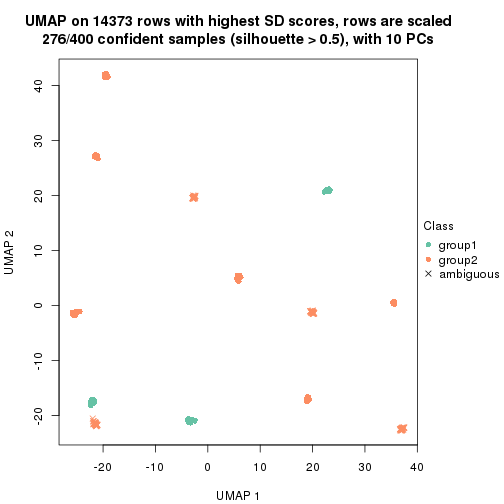 UMAP on 14373 rows with highest SD scores, rows are scaled
276/400 confident samples (silhouette > 0.5), with 10 PCs
40
30
20
10
0
-10
-20
UMAP 2
-20
-10
0
10
20
30
40
UMAP 1
Class
group1
group2
ambiguous